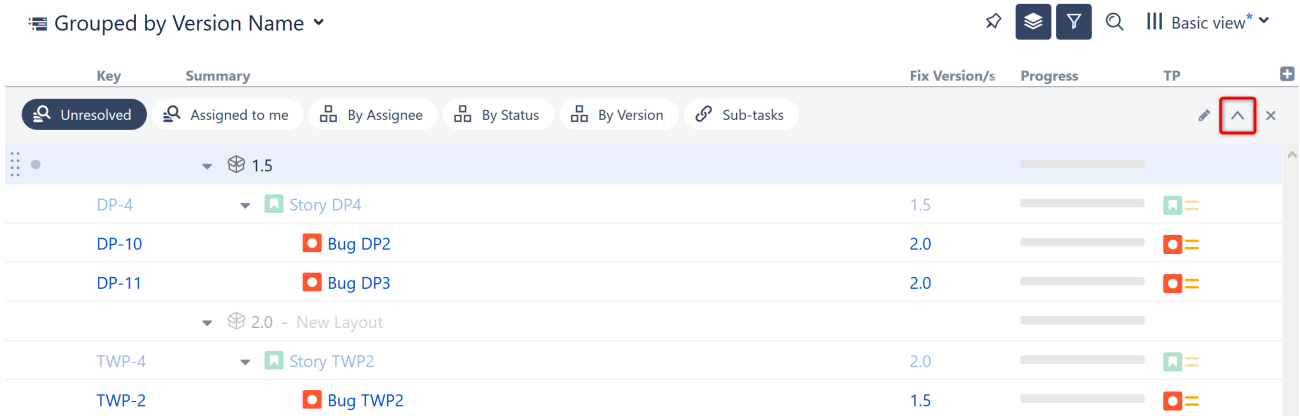 Grouped by Version Name
Basic view*
Key Summary Fix Version/s Progress TP
Unresolved Assigned to me By Assignee By Status By Version Sub-tasks
1.5
DP-4 Story DP4 1.5
DP-10 Bug DP2 2.0
DP-11 Bug DP3 2.0
2.0 - New Layout
TWP-4 Story TWP2 2.0
TWP-2 Bug TWP2 1.5